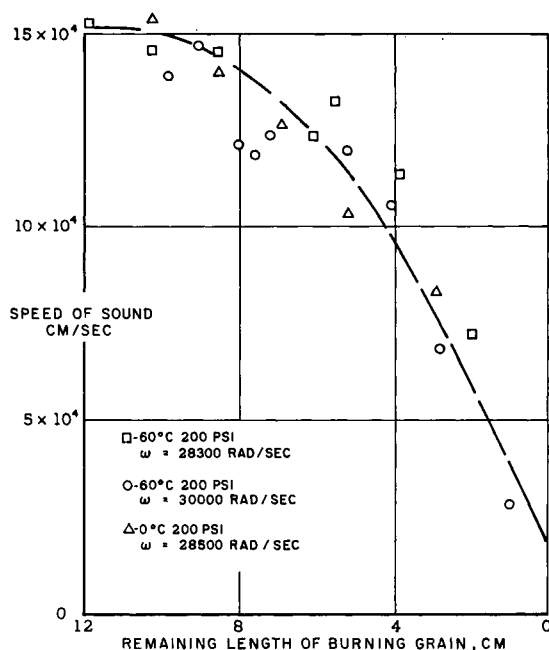 15 × 10⁴
10 × 10⁴
SPEED OF SOUND
CM/SEC
5 × 10⁴
□-60°C 200 PSI
ω = 28300 RAD/SEC
○-60°C 200 PSI
ω = 30000 RAD/SEC
△-0°C 200 PSI
ω = 28500 RAD/SEC
0
12 8 4 0
REMAINING LENGTH OF BURNING GRAIN, CM